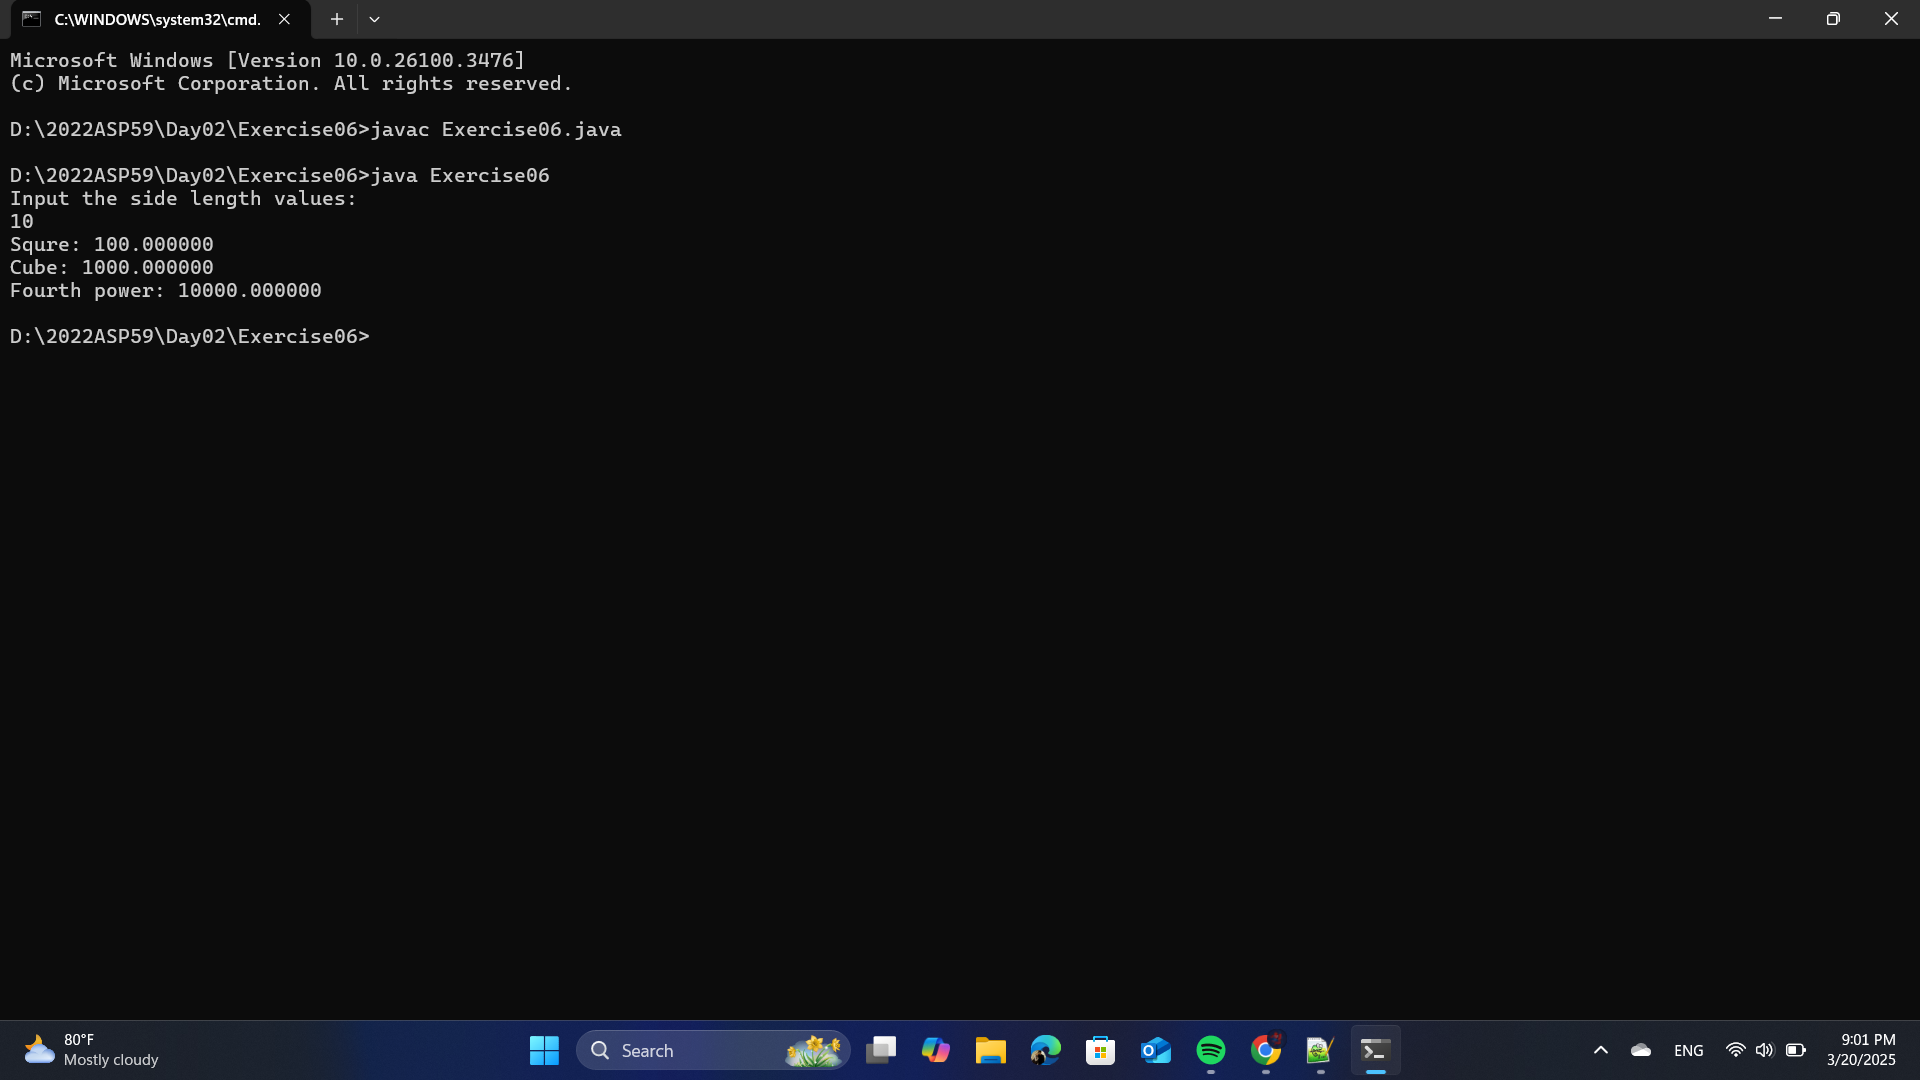 C:\WINDOWS\system32\cmd.
Microsoft Windows [Version 10.0.26100.3476]
(c) Microsoft Corporation. All rights reserved.
D:\2022ASP59\Day02\Exercise06>javac Exercise06.java
D:\2022ASP59\Day02\Exercise06>java Exercise06
Input the side length values:
10
Squre: 100.000000
Cube: 1000.000000
Fourth power: 10000.000000
D:\2022ASP59\Day02\Exercise06>
80°F
Mostly cloudy
Search
ENG
9:01 PM
3/20/2025